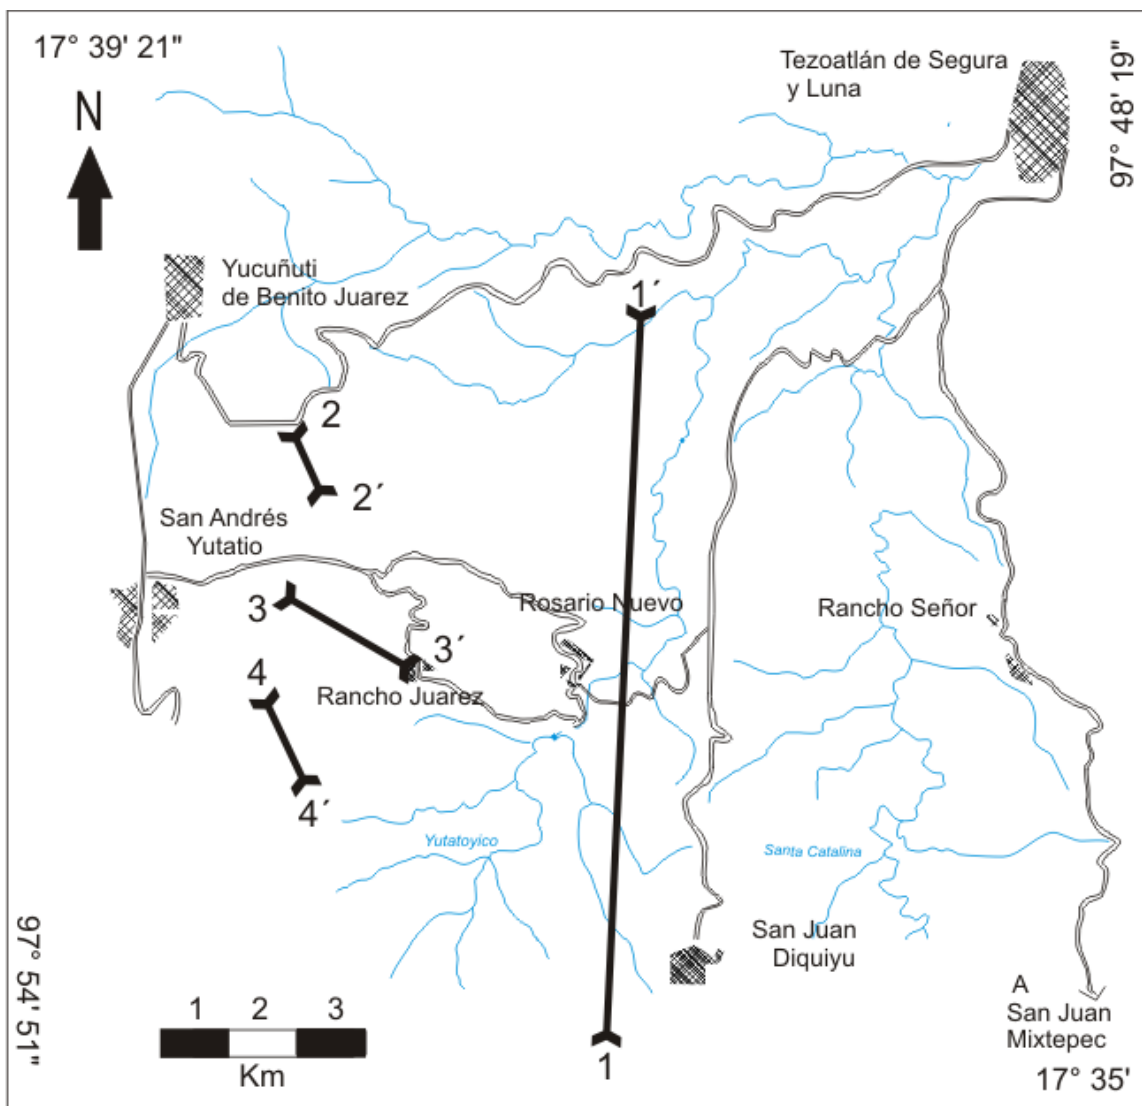 17° 39' 21"
97° 48' 19"
Tezoatlán de Segura
y Luna
N
Yucuñuti
de Benito Juarez
1´
2
2´
San Andrés
Yutatio
3
Rosario Nuevo
Rancho Señor
3´
4
Rancho Juarez
4´
Yutatoyico
Santa Catalina
97° 54' 51"
San Juan
Diquiyu
A
San Juan
Mixtepec
1 2 3
Km
1
17° 35'